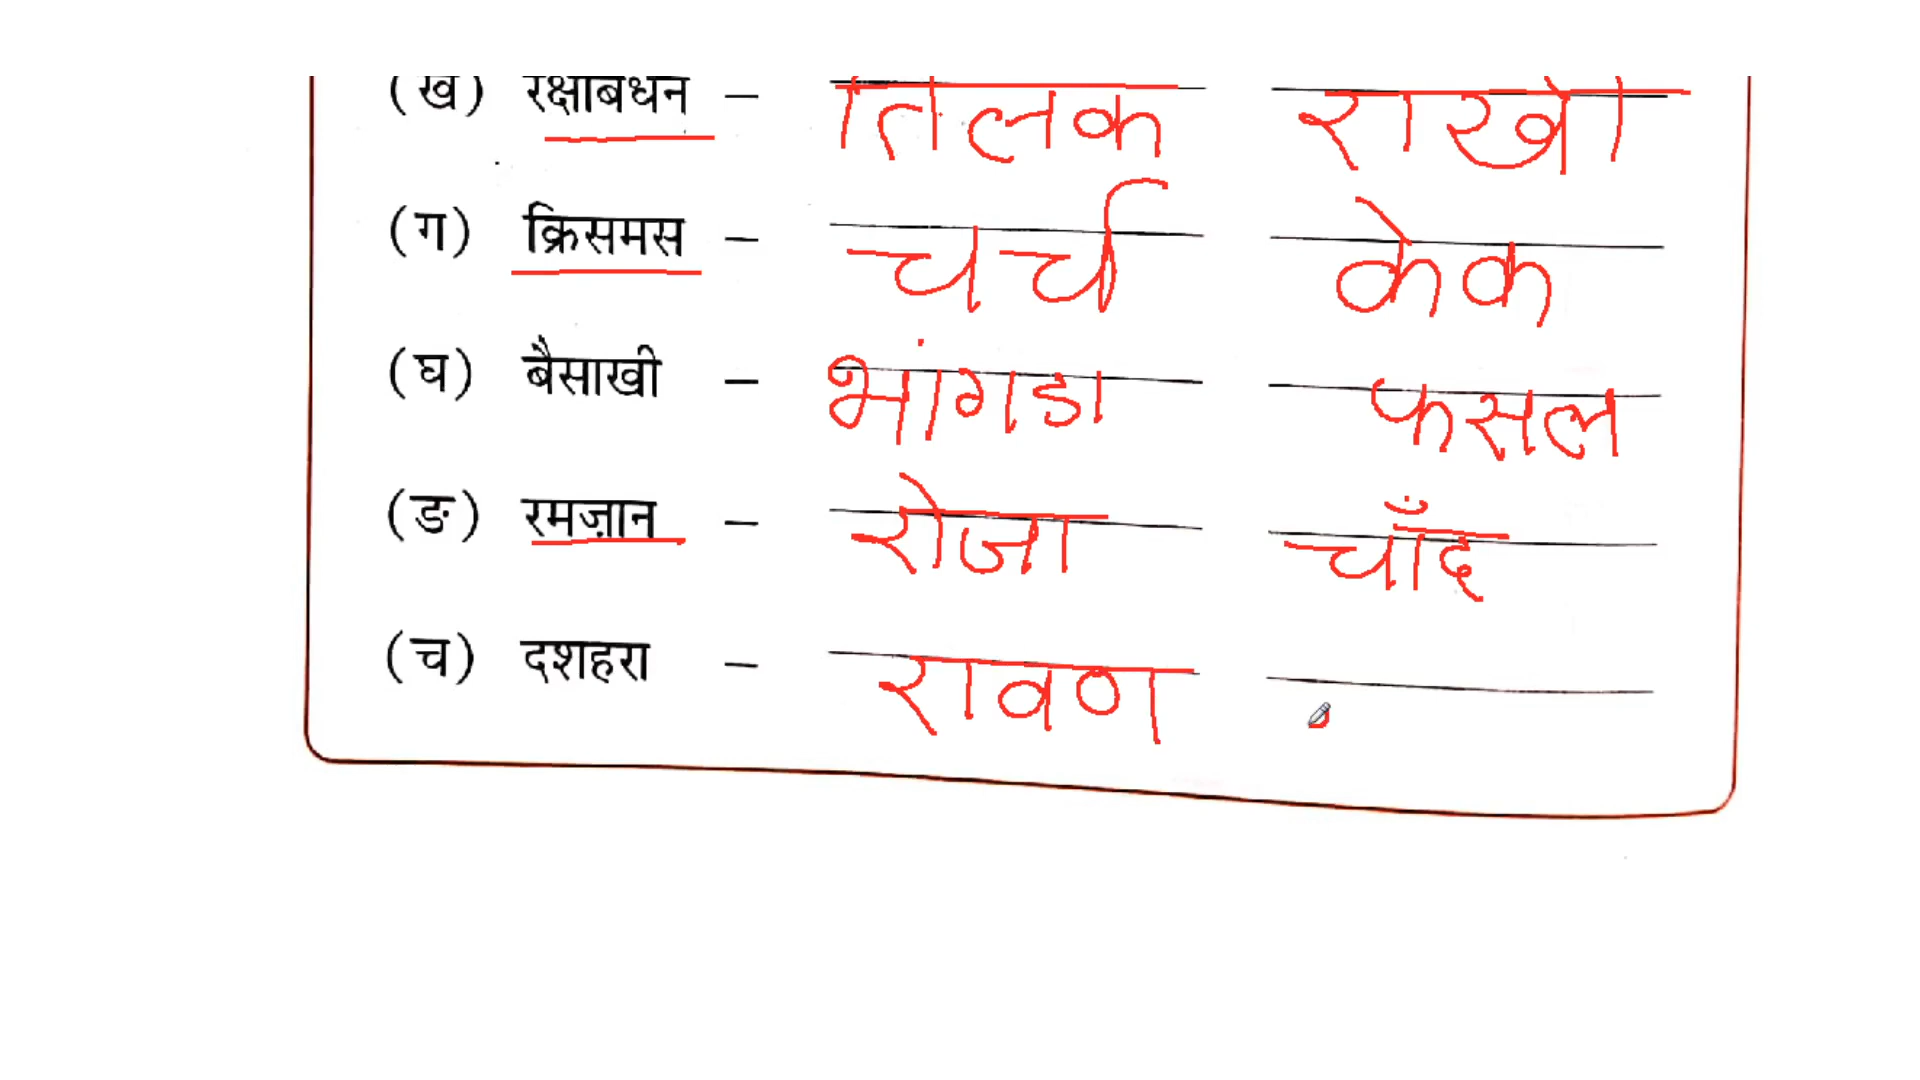 (ख) रक्षाबंधन – तिलक राखी
(ग) क्रिसमस – चर्च केक
(घ) बैसाखी – भांगडा फसल
(ङ) रमज़ान – रोजा चाँद
(च) दशहरा – रावण